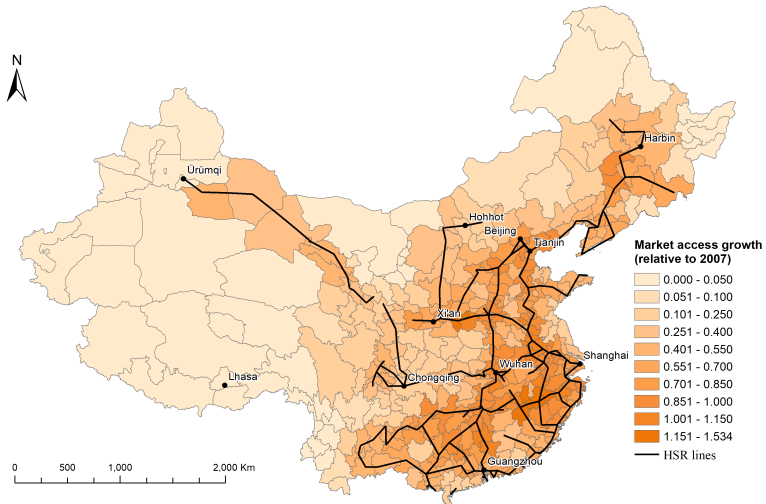 N
Harbin
Ürümqi
Hohhot
Beijing
Tianjin
Market access growth
(relative to 2007)
0.000 - 0.050
0.051 - 0.100
0.101 - 0.250
0.251 - 0.400
0.401 - 0.550
0.551 - 0.700
0.701 - 0.850
0.851 - 1.000
1.001 - 1.150
1.151 - 1.534
HSR lines
Xi'an
Shanghai
Wuhan
Lhasa
Chongqing
Guangzhou
0 500 1,000 2,000 Km